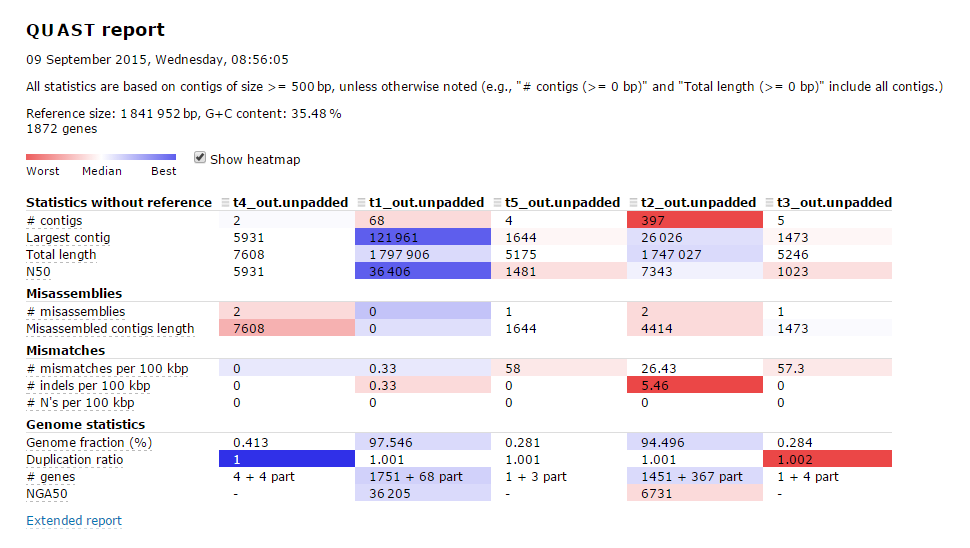 QUAST report
09 September 2015, Wednesday, 08:56:05
All statistics are based on contigs of size >= 500 bp, unless otherwise noted (e.g., "# contigs (>= 0 bp)" and "Total length (>= 0 bp)" include all contigs.)
Reference size: 1 841 952 bp, G+C content: 35.48 %
1872 genes
Worst Median Best Show heatmap
Statistics without reference t4_out.unpadded t1_out.unpadded t5_out.unpadded t2_out.unpadded t3_out.unpadded
# contigs 2 68 4 397 5
Largest contig 5931 121 961 1644 26 026 1473
Total length 7608 1 797 906 5175 1 747 027 5246
N50 5931 36 406 1481 7343 1023
Misassemblies
# misassemblies 2 0 1 2 1
Misassembled contigs length 7608 0 1644 4414 1473
Mismatches
# mismatches per 100 kbp 0 0.33 58 26.43 57.3
# indels per 100 kbp 0 0.33 0 5.46 0
# N's per 100 kbp 0 0 0 0 0
Genome statistics
Genome fraction (%) 0.413 97.546 0.281 94.496 0.284
Duplication ratio 1 1.001 1.001 1.001 1.002
# genes 4 + 4 part 1751 + 68 part 1 + 3 part 1451 + 367 part 1 + 4 part
NGA50 - 36 205 - 6731 -
Extended report